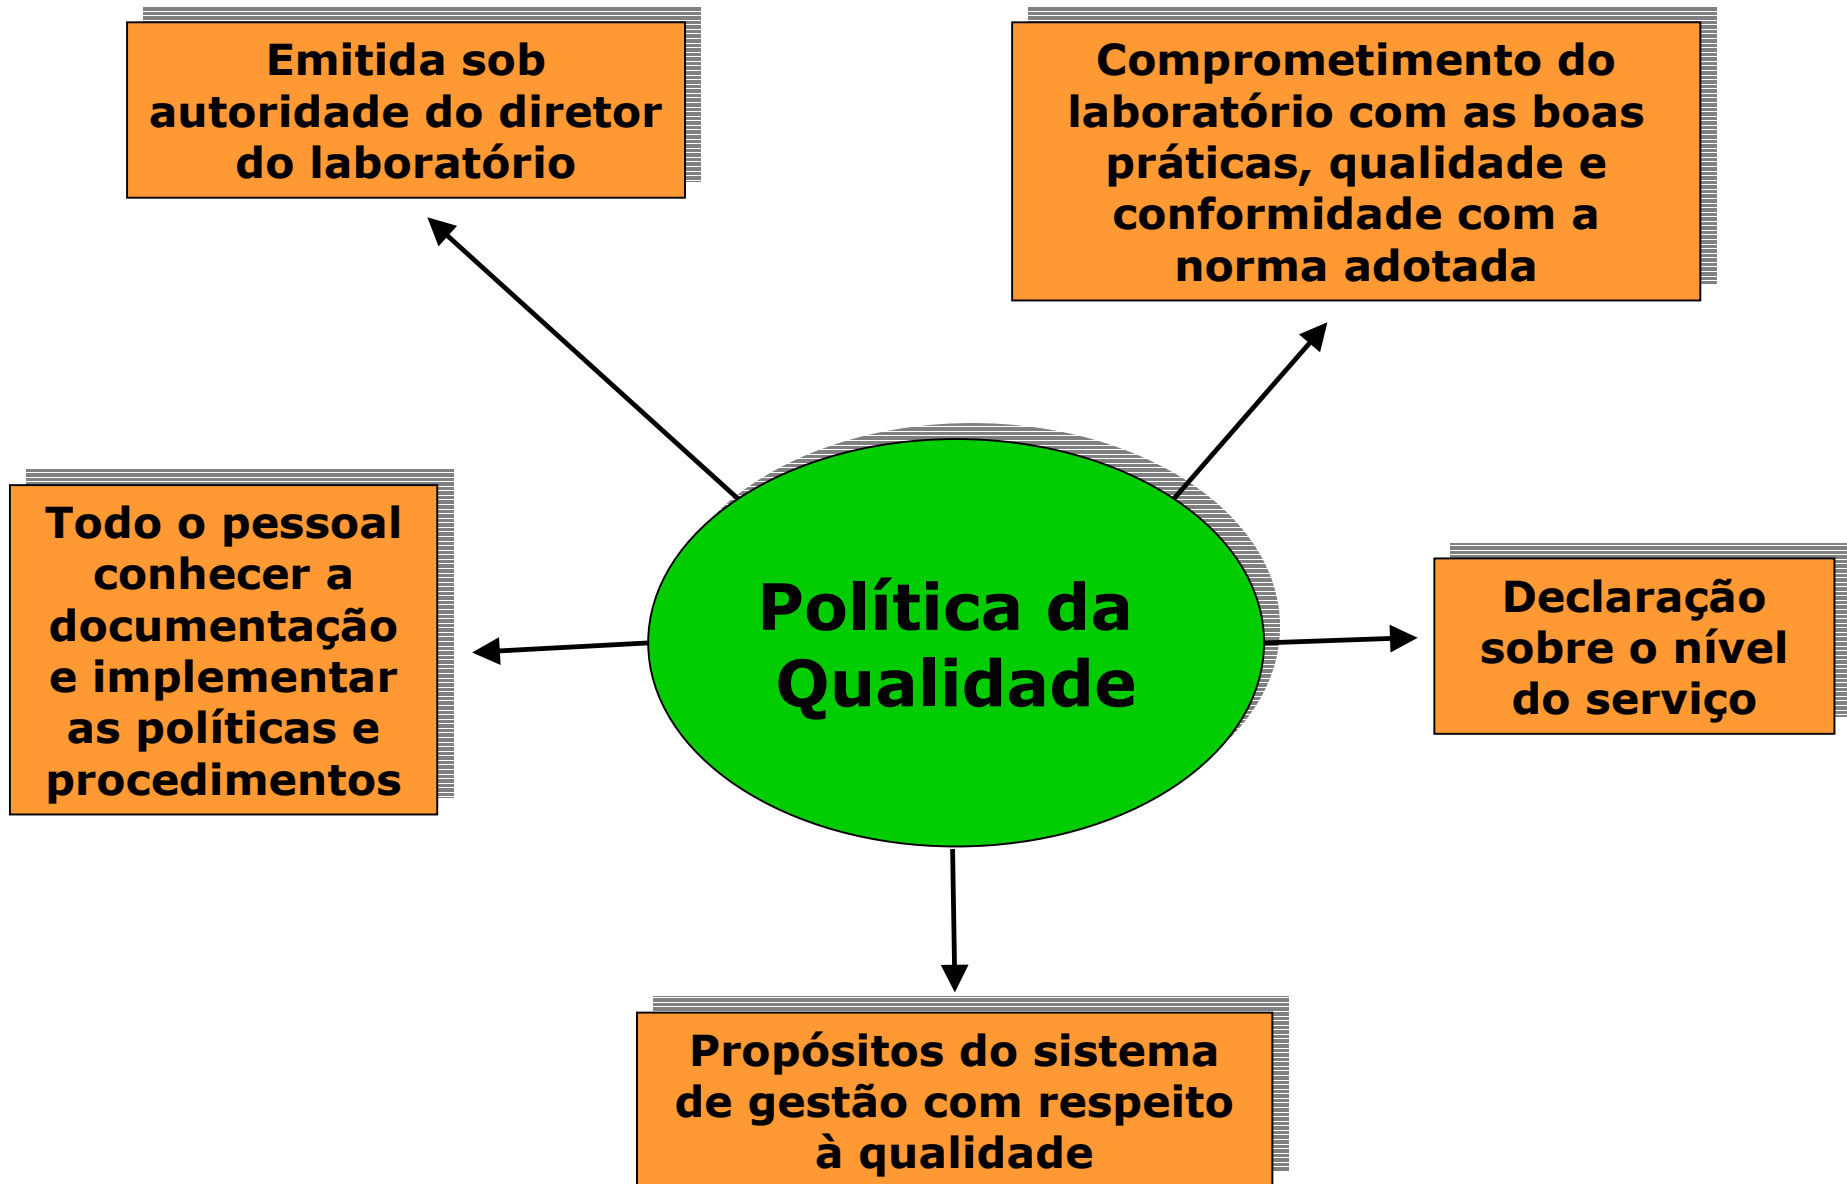 Emitida sob
autoridade do diretor
do laboratório
Comprometimento do
laboratório com as boas
práticas, qualidade e
conformidade com a
norma adotada
Todo o pessoal
conhecer a
documentação
e implementar
as políticas e
procedimentos
Política da
Qualidade
Declaração
sobre o nível
do serviço
Propósitos do sistema
de gestão com respeito
à qualidade